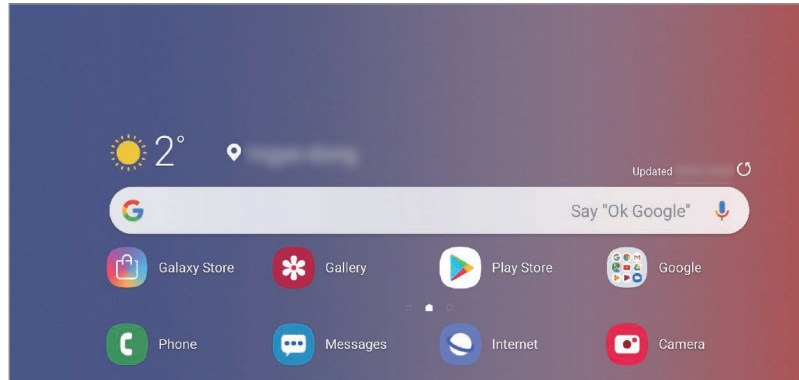 2°
Updated
G Say "Ok Google"
Galaxy Store Gallery Play Store Google
Phone Messages Internet Camera